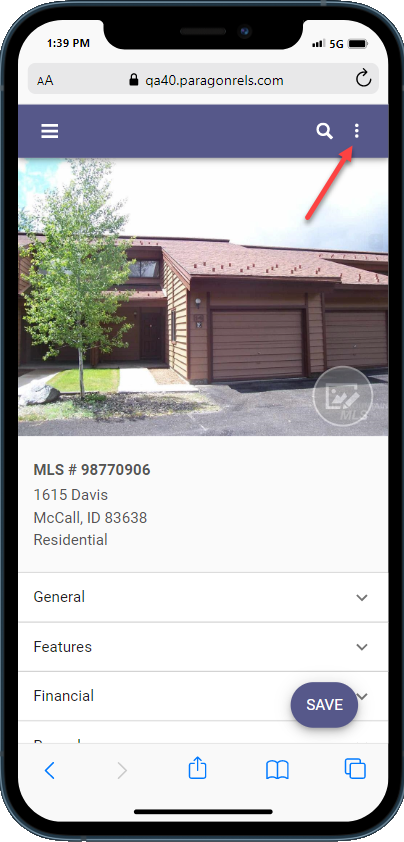 1:39 PM
5G
AA
qa40.paragonrels.com
MLS
MLS # 98770906
1615 Davis
McCall, ID 83638
Residential
General
Features
Financial
SAVE